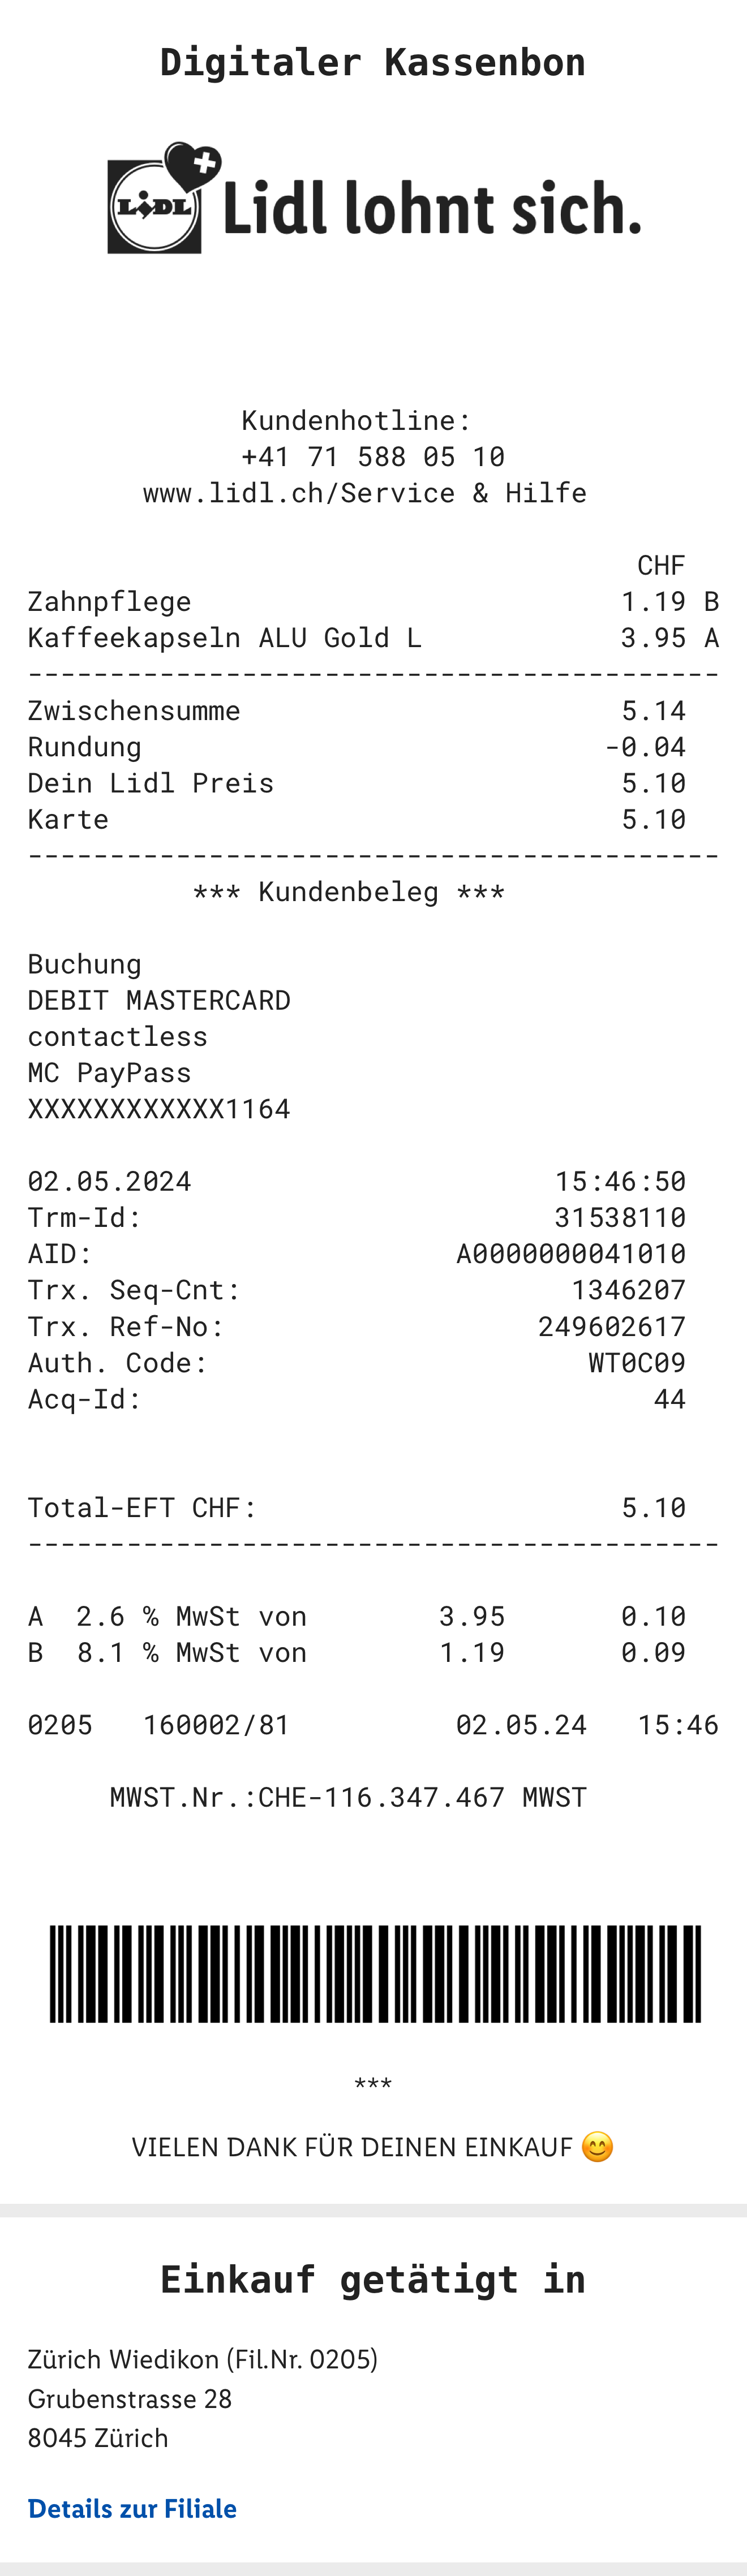 Digitaler Kassenbon
LIDL Lidl lohnt sich.
Kundenhotline:
+41 71 588 05 10
www.lidl.ch/Service & Hilfe
CHF
Zahnpflege 1.19 B
Kaffeekapseln ALU Gold L 3.95 A
------------------------------------------
Zwischensumme 5.14
Rundung -0.04
Dein Lidl Preis 5.10
Karte 5.10
------------------------------------------
*** Kundenbeleg ***
Buchung
DEBIT MASTERCARD
contactless
MC PayPass
XXXXXXXXXXXX1164
02.05.2024 15:46:50
Trm-Id: 31538110
AID: A0000000041010
Trx. Seq-Cnt: 1346207
Trx. Ref-No: 249602617
Auth. Code: WT0C09
Acq-Id: 44
Total-EFT CHF: 5.10
------------------------------------------
A 2.6 % MwSt von 3.95 0.10
B 8.1 % MwSt von 1.19 0.09
0205 160002/81 02.05.24 15:46
MWST.Nr.:CHE-116.347.467 MWST
***
VIELEN DANK FÜR DEINEN EINKAUF 😊
Einkauf getätigt in
Zürich Wiedikon (Fil.Nr. 0205)
Grubenstrasse 28
8045 Zürich
Details zur Filiale